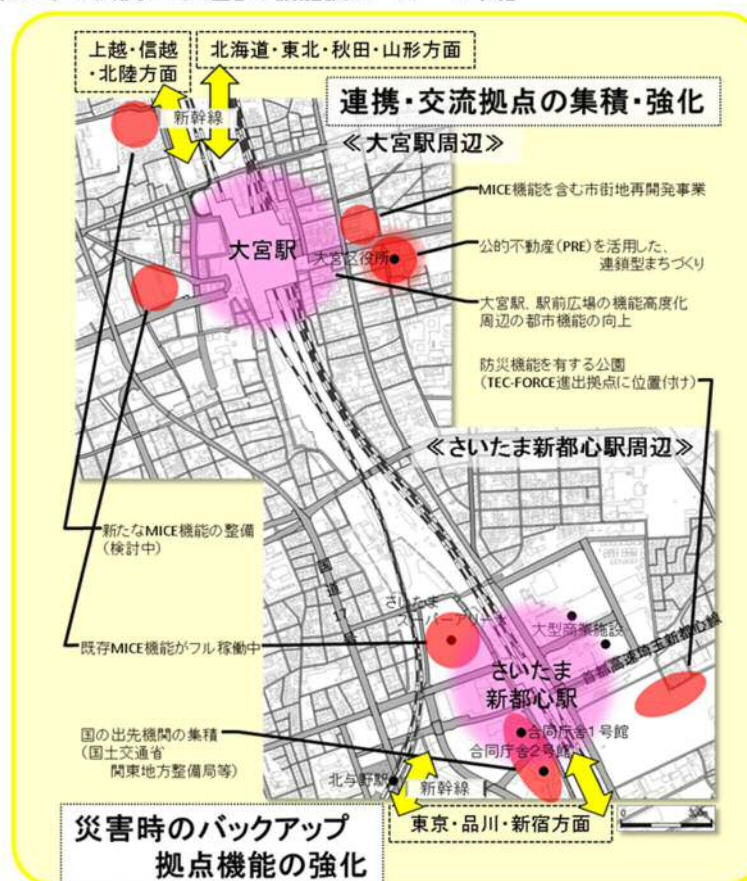 上越・信越
・北陸方面
北海道・東北・秋田・山形方面
新幹線
連携・交流拠点の集積・強化
≪大宮駅周辺≫
MICE機能を含む市街地再開発事業
大宮駅
大宮区役所
公的不動産(PRE)を活用した、
連鎖型まちづくり
大宮駅、駅前広場の機能高度化
周辺の都市機能の向上
防災機能を有する公園
(TEC-FORCE進出拠点に位置付け)
≪さいたま新都心駅周辺≫
新たなMICE機能の整備
(検討中)
国道17号
さいたま
スーパーアリーナ
大型商業施設
首都高速埼玉新都心線
既存MICE機能がフル稼働中
さいたま
新都心駅
国の出先機関の集積
(国土交通省
関東地方整備局等)
合同庁舎1号館
合同庁舎2号館
北与野駅
新幹線
東京・品川・新宿方面
災害時のバックアップ
拠点機能の強化
0